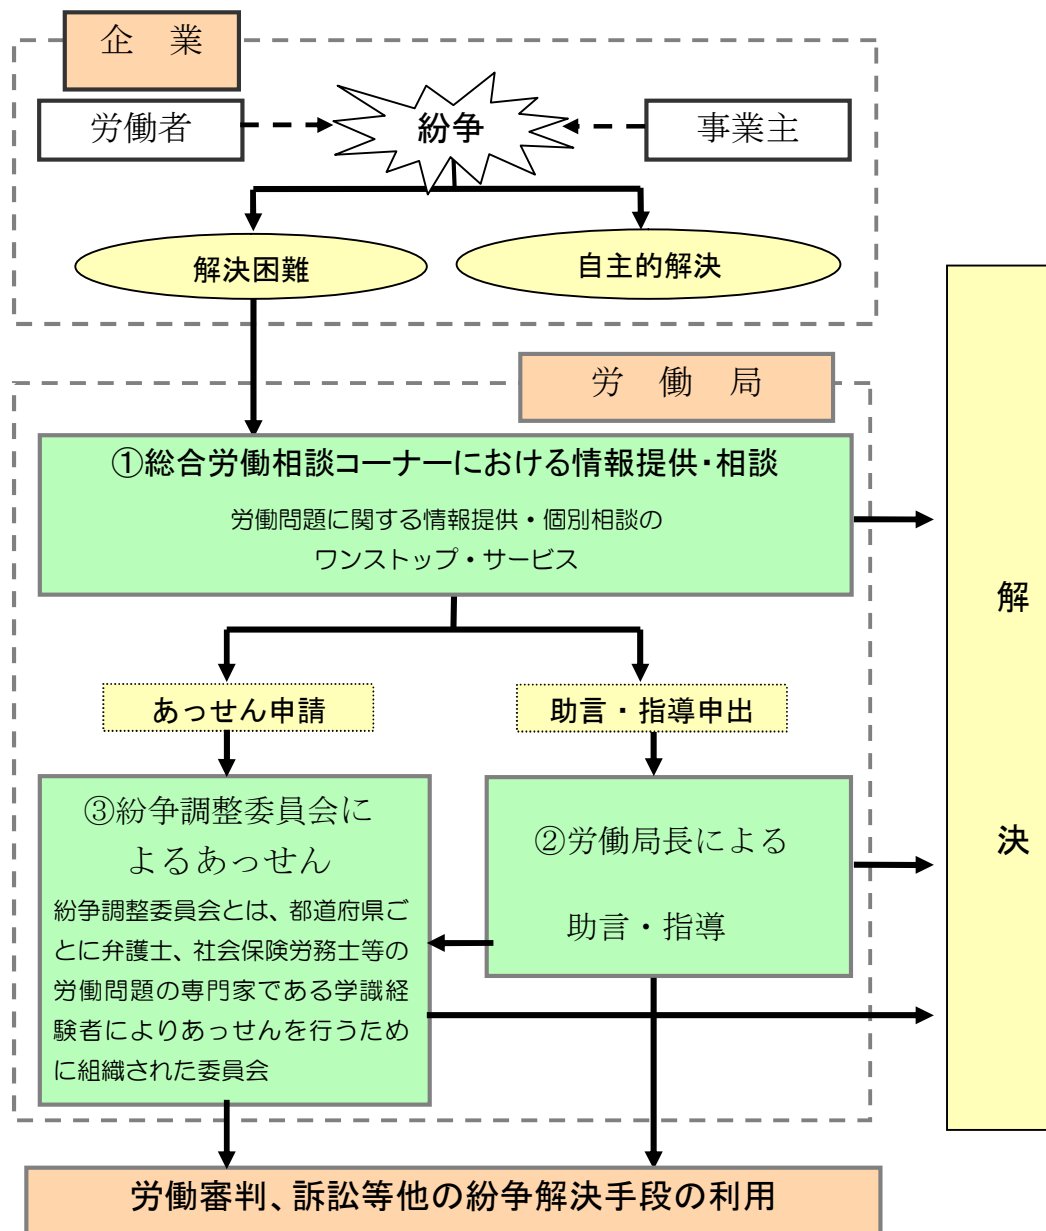 企　業
労働者
紛争
事業主
解決困難
自主的解決
労　働　局
①総合労働相談コーナーにおける情報提供・相談
労働問題に関する情報提供・個別相談の
ワンストップ・サービス
あっせん申請
助言・指導申出
③紛争調整委員会に
よるあっせん
紛争調整委員会とは、都道府県ご
とに弁護士、社会保険労務士等の
労働問題の専門家である学識経
験者によりあっせんを行うため
に組織された委員会
②労働局長による
助言・指導
解
決
労働審判、訴訟等他の紛争解決手段の利用